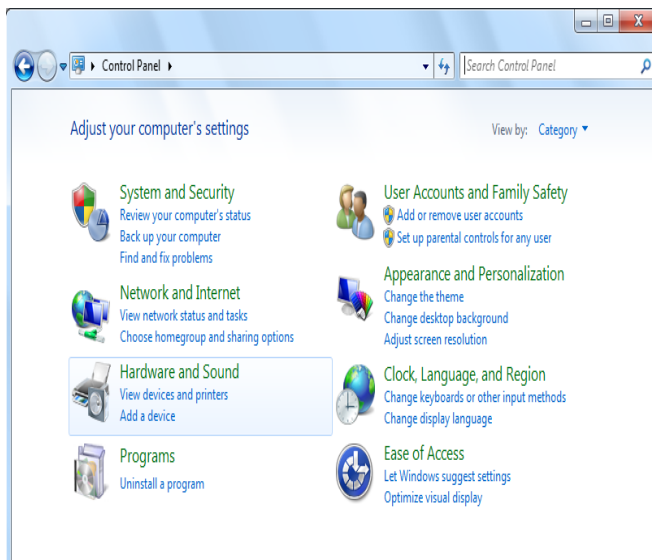 Control Panel
Search Control Panel
Adjust your computer's settings
View by: Category
System and Security
Review your computer's status
Back up your computer
Find and fix problems
Network and Internet
View network status and tasks
Choose homegroup and sharing options
Hardware and Sound
View devices and printers
Add a device
Programs
Uninstall a program
User Accounts and Family Safety
Add or remove user accounts
Set up parental controls for any user
Appearance and Personalization
Change the theme
Change desktop background
Adjust screen resolution
Clock, Language, and Region
Change keyboards or other input methods
Change display language
Ease of Access
Let Windows suggest settings
Optimize visual display